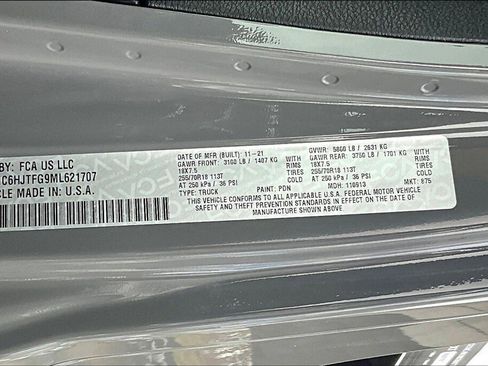 BY: FCA US LLC
C6HJTFG9ML621707
CLE MADE IN U.S.A.
DATE OF MFR (BUILT): 11-21
GAWR FRONT: 3100 LB / 1407 KG WITH
18X7.5 RIMS
255/70R18 113T TIRES
AT 250 kPa / 36 PSI COLD
PAINT: PDN
TYPE: TRUCK
GVWR: 5800 LB / 2631 KG
GAWR REAR: 3750 LB / 1701 KG WITH
18X7.5 RIMS
255/70R18 113T TIRES
AT 250 kPa / 36 PSI COLD
MDH: 110913 MKT: 875
VEHICLE CONFORMS TO ALL APPLICABLE U.S.A. FEDERAL MOTOR VEHICLE
SAFETY AND THEFT PREVENTION STANDARDS IN EFFECT ON THE DATE OF
MANUFACTURE SHOWN ABOVE